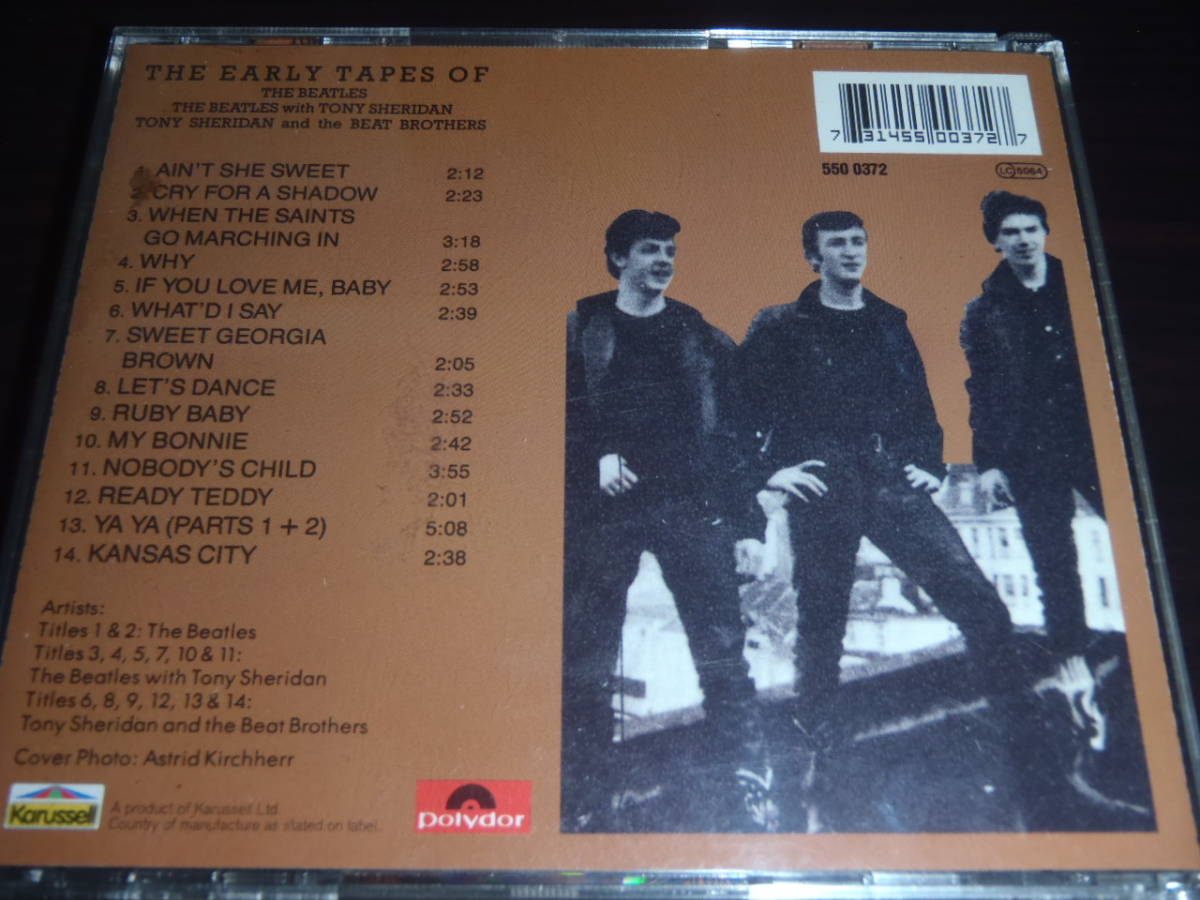 THE EARLY TAPES OF
THE BEATLES
THE BEATLES with TONY SHERIDAN
TONY SHERIDAN and the BEAT BROTHERS
AIN'T SHE SWEET 2:12
2. CRY FOR A SHADOW 2:23
3. WHEN THE SAINTS
GO MARCHING IN 3:18
4. WHY 2:58
5. IF YOU LOVE ME, BABY 2:53
6. WHAT'D I SAY 2:39
7. SWEET GEORGIA
BROWN 2:05
8. LET'S DANCE 2:33
9. RUBY BABY 2:52
10. MY BONNIE 2:42
11. NOBODY'S CHILD 3:55
12. READY TEDDY 2:01
13. YA YA (PARTS 1 + 2) 5:08
14. KANSAS CITY 2:38
Artists:
Titles 1 & 2: The Beatles
Titles 3, 4, 5, 7, 10 & 11:
The Beatles with Tony Sheridan
Titles 6, 8, 9, 12, 13 & 14:
Tony Sheridan and the Beat Brothers
Cover Photo: Astrid Kirchherr
Karussell
A product of Karussell Ltd.
Country of manufacture as stated on label.
Polydor
7 31455 00372 7
550 0372
LC 5064